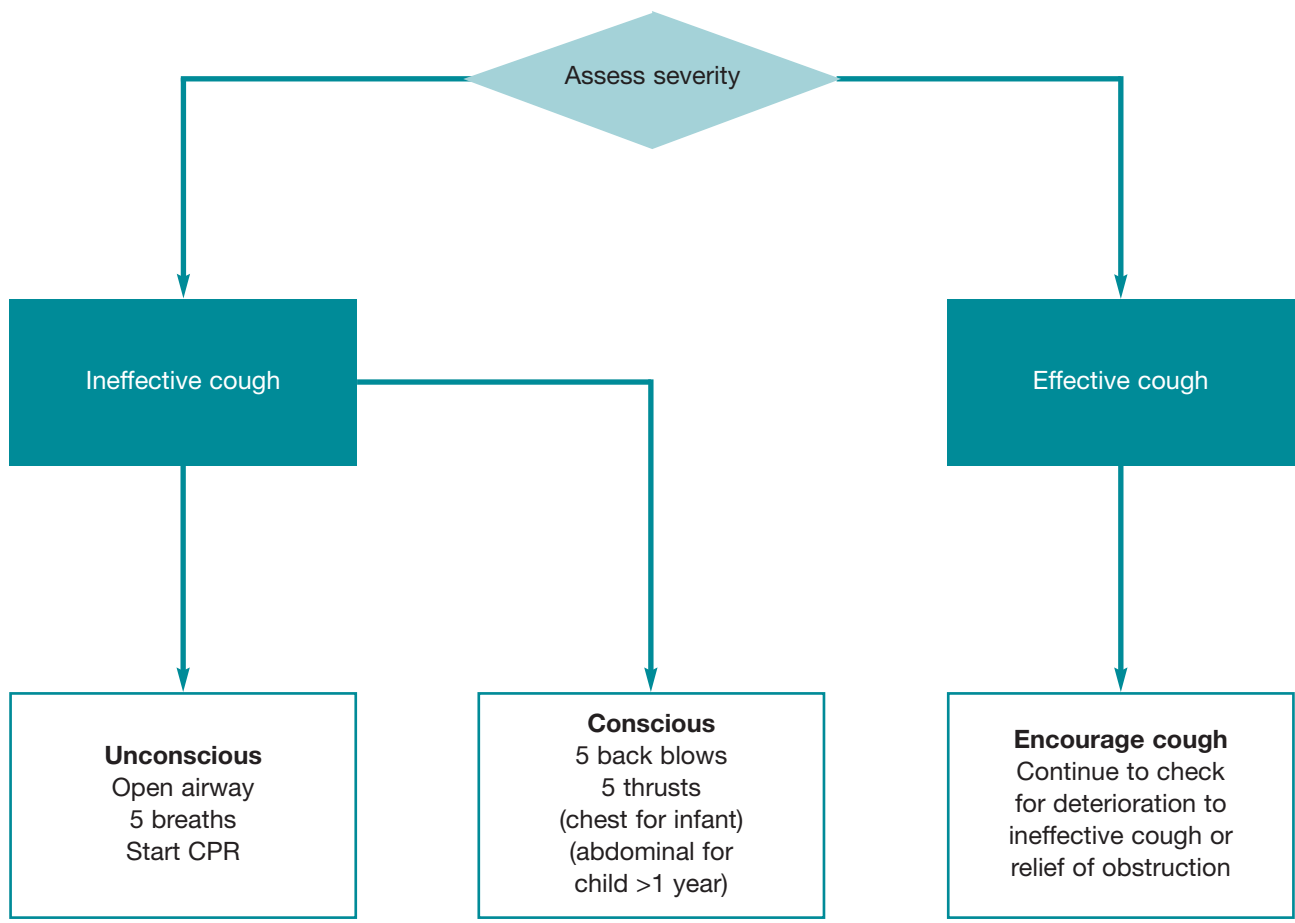 Assess severity
Ineffective cough
Effective cough
Unconscious
Open airway
5 breaths
Start CPR
Conscious
5 back blows
5 thrusts
(chest for infant)
(abdominal for
child >1 year)
Encourage cough
Continue to check
for deterioration to
ineffective cough or
relief of obstruction